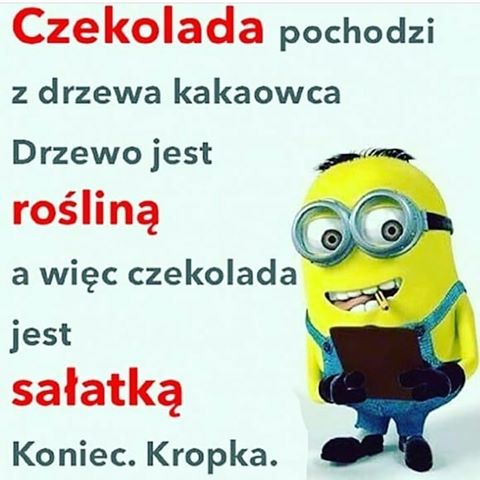 Czekolada pochodzi
z drzewa kakaowca
Drzewo jest
rośliną
a więc czekolada
jest
sałatką
Koniec. Kropka.